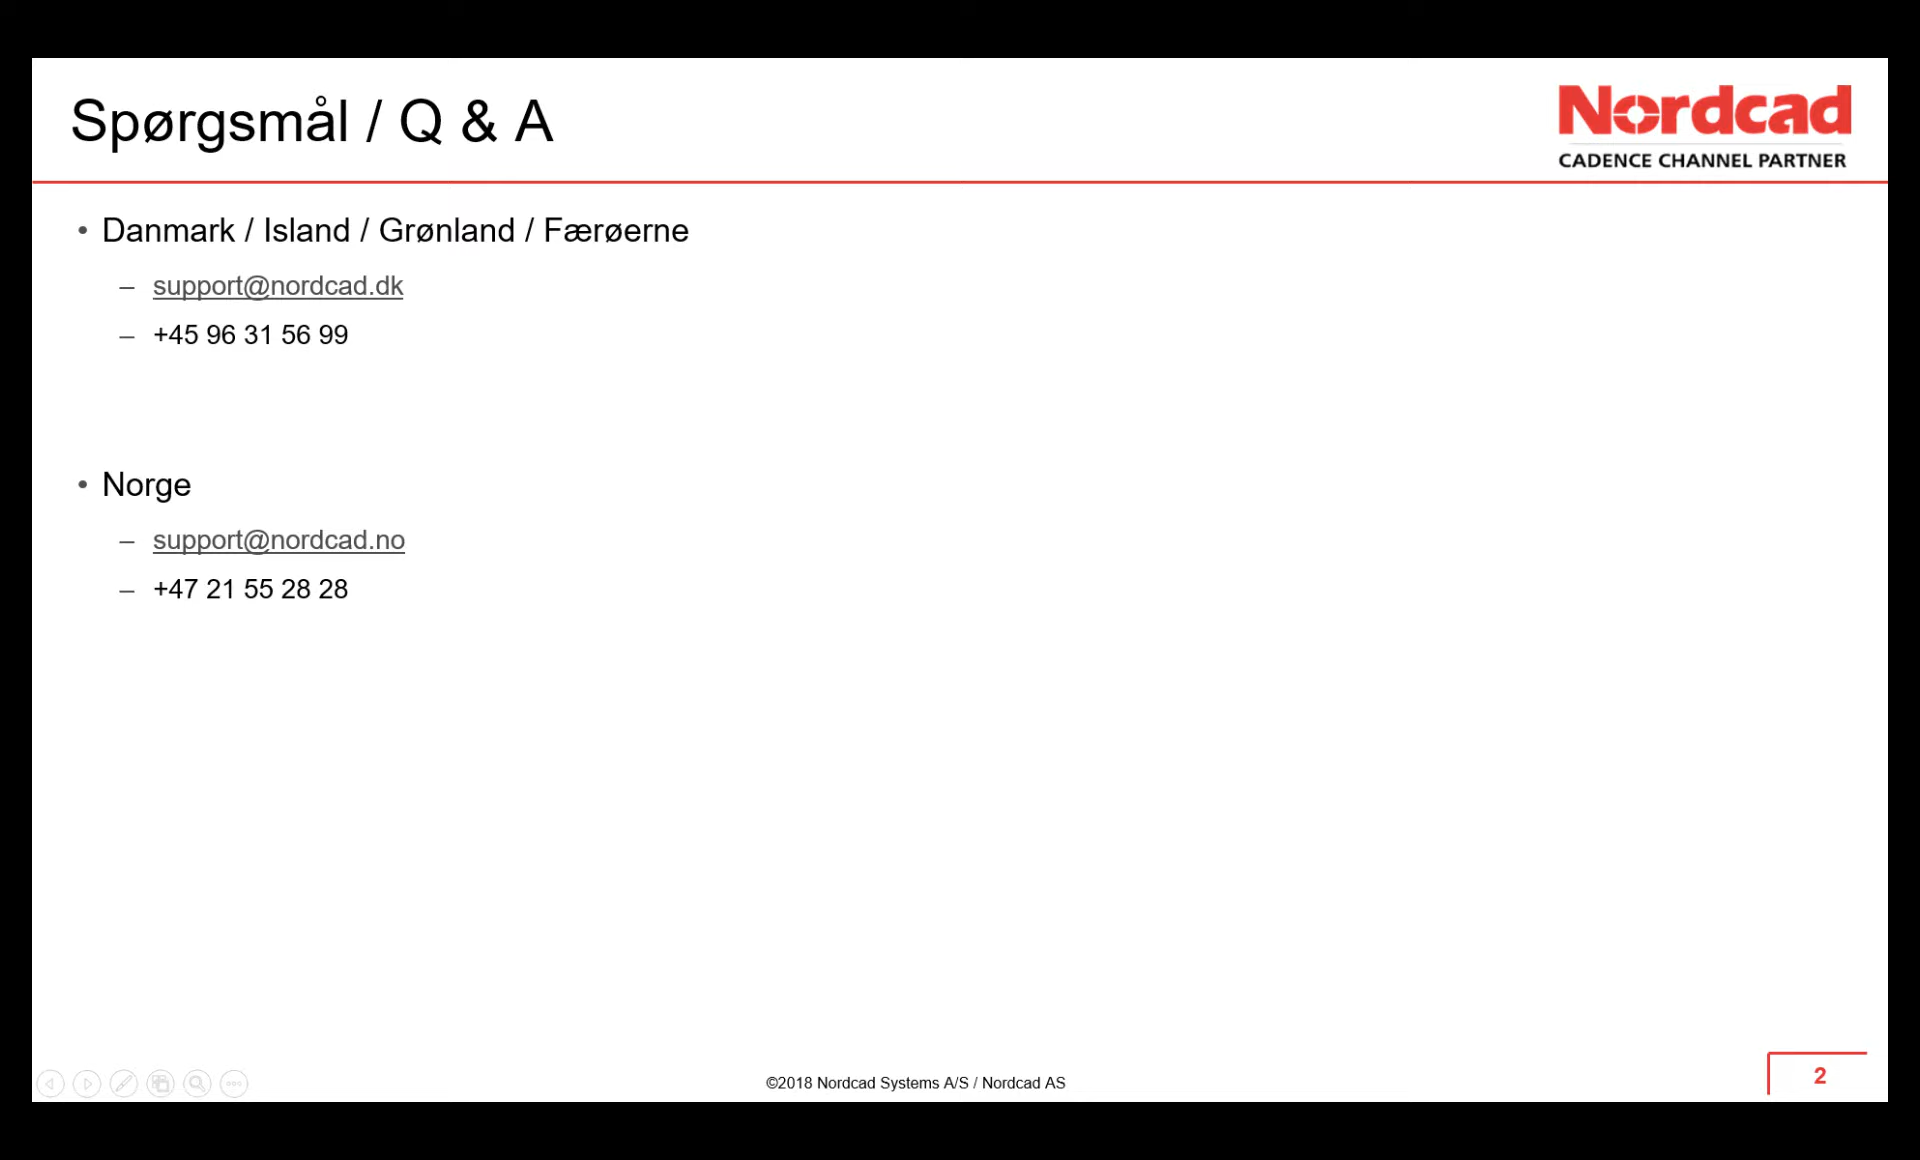 Spørgsmål / Q & A
Nordcad
CADENCE CHANNEL PARTNER
• Danmark / Island / Grønland / Færøerne
– support@nordcad.dk
– +45 96 31 56 99
• Norge
– support@nordcad.no
– +47 21 55 28 28
©2018 Nordcad Systems A/S / Nordcad AS
2